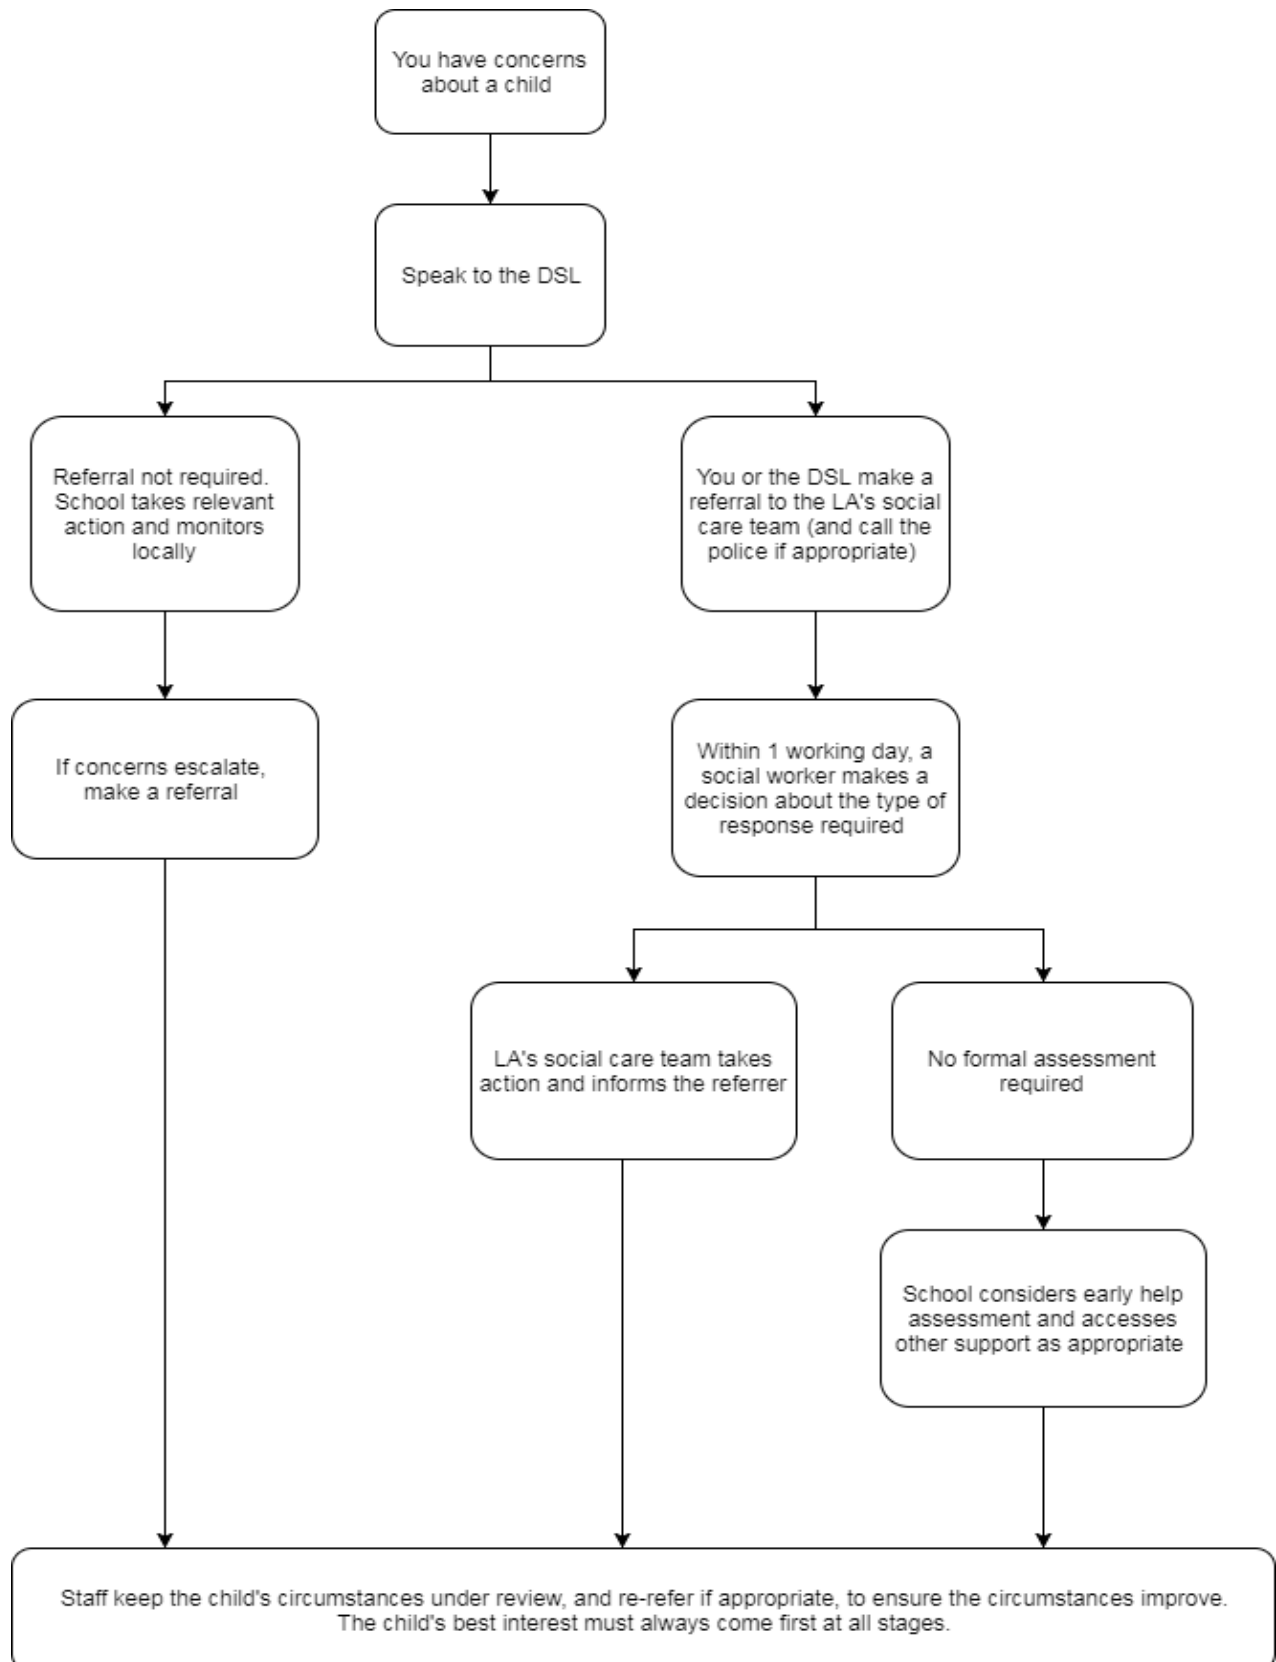 You have concerns
about a child
Speak to the DSL
Referral not required.
School takes relevant
action and monitors
locally
You or the DSL make a
referral to the LA's social
care team (and call the
police if appropriate)
If concerns escalate,
make a referral
Within 1 working day, a
social worker makes a
decision about the type of
response required
LA's social care team takes
action and informs the referrer
No formal assessment
required
School considers early help
assessment and accesses
other support as appropriate
Staff keep the child's circumstances under review, and re-refer if appropriate, to ensure the circumstances improve.
The child's best interest must always come first at all stages.